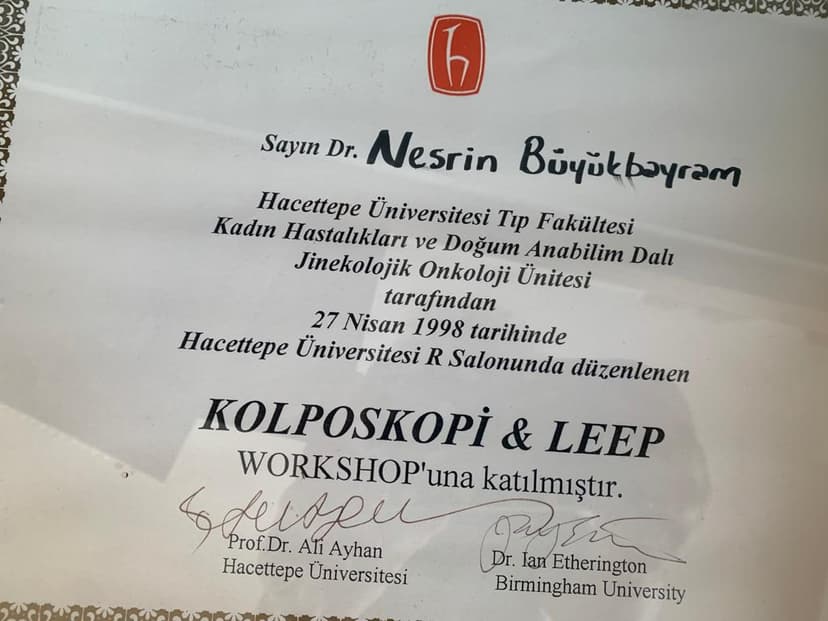 Sayın Dr. Nesrin Büyükbayram
Hacettepe Üniversitesi Tıp Fakültesi
Kadın Hastalıkları ve Doğum Anabilim Dalı
Jinekolojik Onkoloji Ünitesi
tarafından
27 Nisan 1998 tarihinde
Hacettepe Üniversitesi R Salonunda düzenlenen
KOLPOSKOPİ & LEEP
WORKSHOP'una katılmıştır.
Prof.Dr. Ali Ayhan
Hacettepe Üniversitesi
Dr. Ian Etherington
Birmingham University